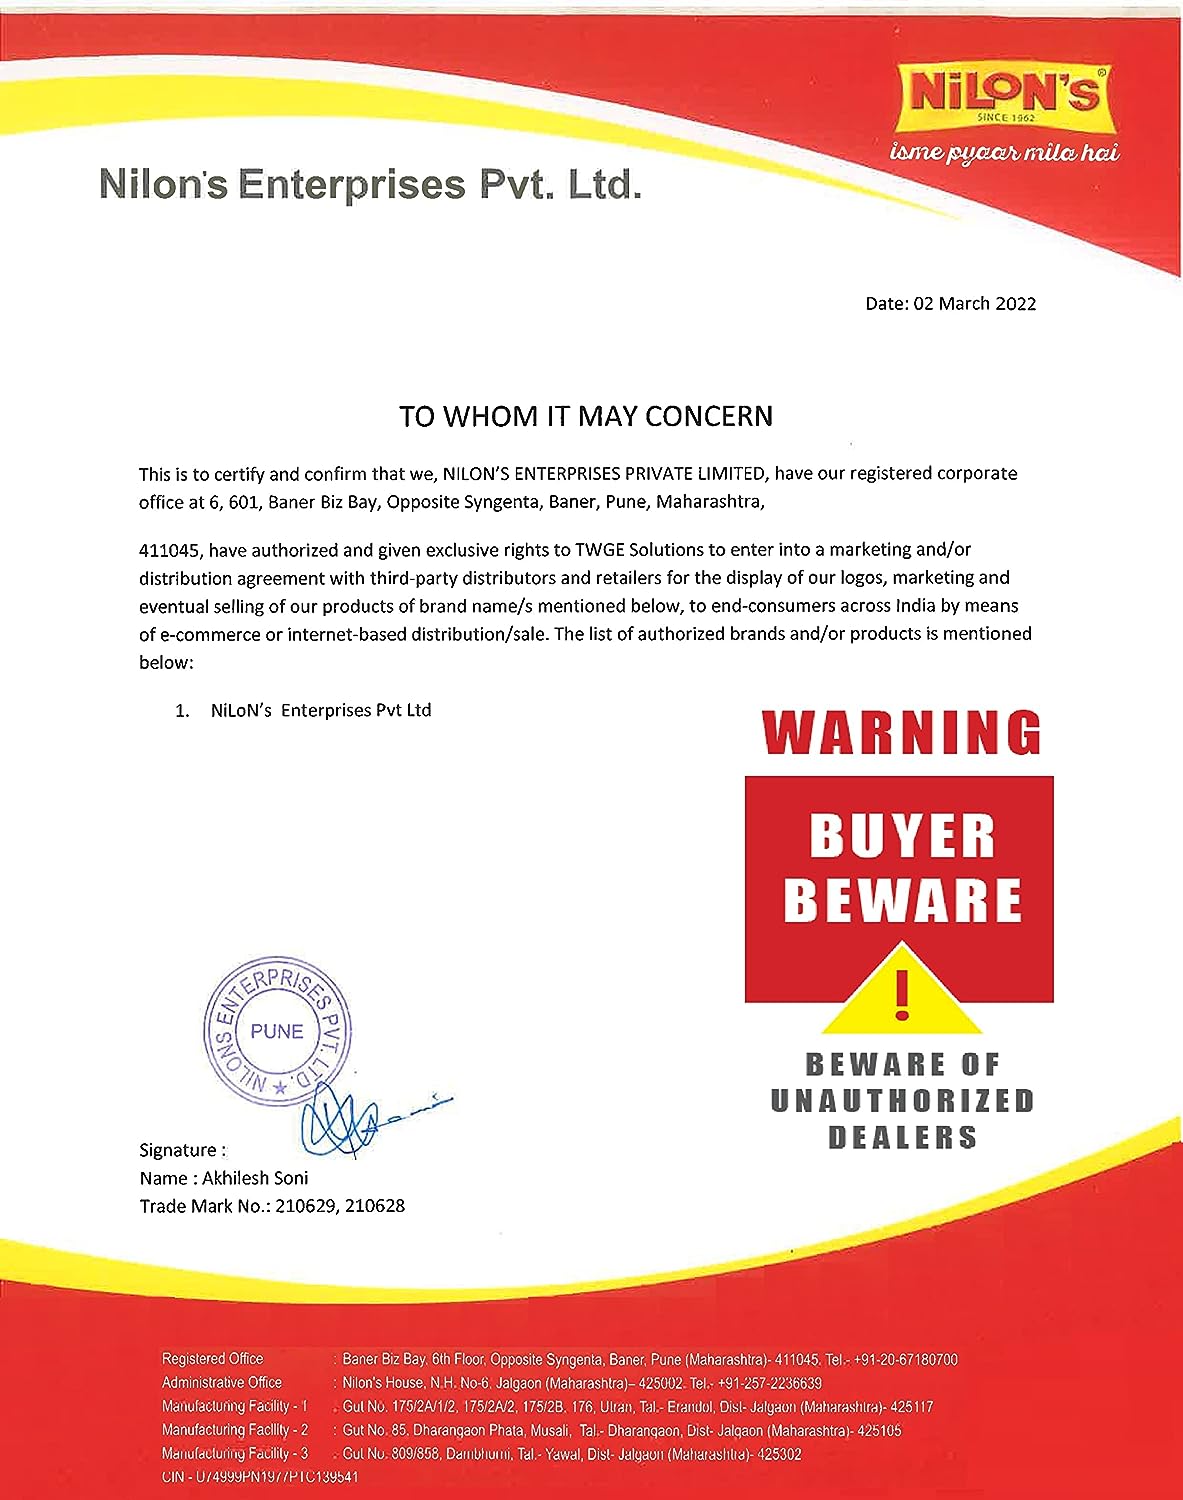 NiLON'S®
SINCE 1962
isme pyaar mila hai
Nilon's Enterprises Pvt. Ltd.
Date: 02 March 2022
TO WHOM IT MAY CONCERN
This is to certify and confirm that we, NILON'S ENTERPRISES PRIVATE LIMITED, have our registered corporate
office at 6, 601, Baner Biz Bay, Opposite Syngenta, Baner, Pune, Maharashtra,
411045, have authorized and given exclusive rights to TWGE Solutions to enter into a marketing and/or
distribution agreement with third-party distributors and retailers for the display of our logos, marketing and
eventual selling of our products of brand name/s mentioned below, to end-consumers across India by means
of e-commerce or internet-based distribution/sale. The list of authorized brands and/or products is mentioned
below:
1. NiLoN's Enterprises Pvt Ltd
WARNING
BUYER
BEWARE
!
BEWARE OF
UNAUTHORIZED
DEALERS
NILONS ENTERPRISES PVT. LTD.
PUNE
Signature :
Name : Akhilesh Soni
Trade Mark No.: 210629, 210628
Registered Office : Baner Biz Bay, 6th Floor, Opposite Syngenta, Baner, Pune (Maharashtra)- 411045. Tel.- +91-20-67180700
Administrative Office : Nilon's House, N.H. No-6, Jalgaon (Maharashtra)– 425002. Tel.- +91-257-2236639
Manufacturing Facility - 1 : Gut No. 175/2A/1/2, 175/2A/2, 175/2B, 176, Utran, Tal.- Erandol, Dist- Jalgaon (Maharashtra)- 425117
Manufacturing Facility - 2 : Gut No. 85, Dharangaon Phata, Musali, Tal.- Dharangaon, Dist- Jalgaon (Maharashtra)- 425105
Manufacturing Facility - 3 : Gut No. 809/858, Dambhurni, Tal.- Yawal, Dist- Jalgaon (Maharashtra)- 425302
CIN - U74999PN1977PTC139541